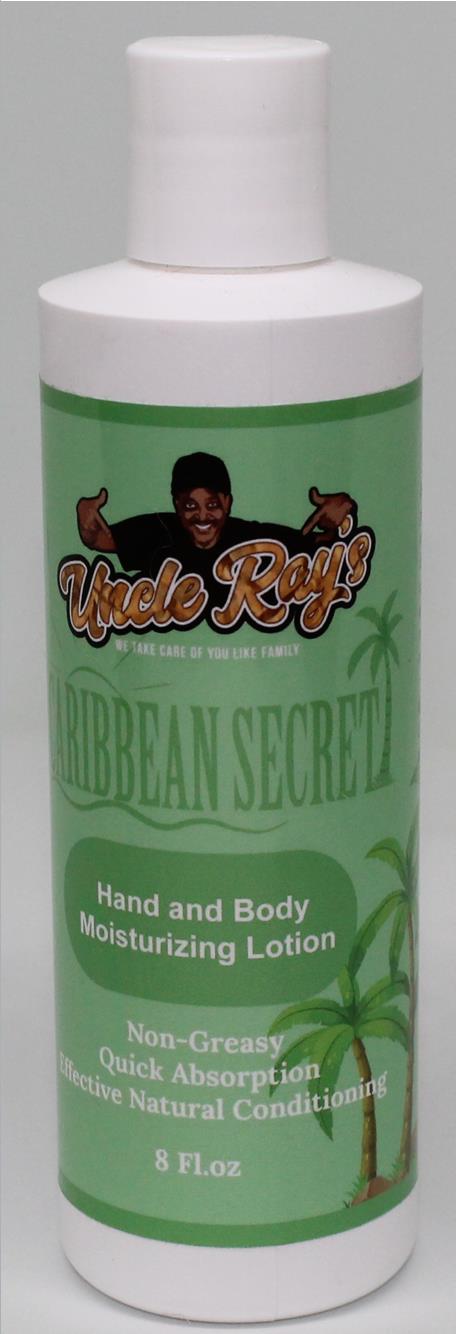 Uncle Ray's
WE TAKE CARE OF YOU LIKE FAMILY
CARIBBEAN SECRET
Hand and Body
Moisturizing Lotion
Non-Greasy
Quick Absorption
Effective Natural Conditioning
8 Fl.oz